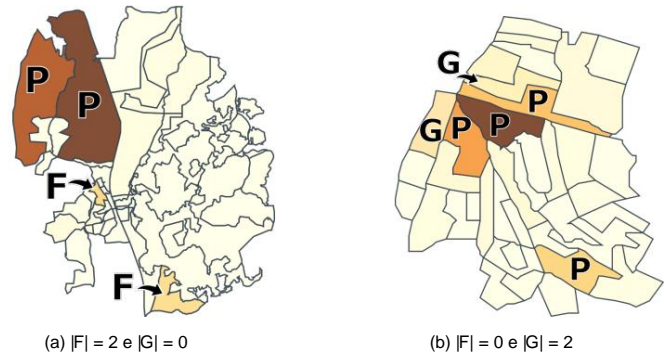 P
P
F
F
G
P
G
P
P
P
(a) |F| = 2 e |G| = 0
(b) |F| = 0 e |G| = 2